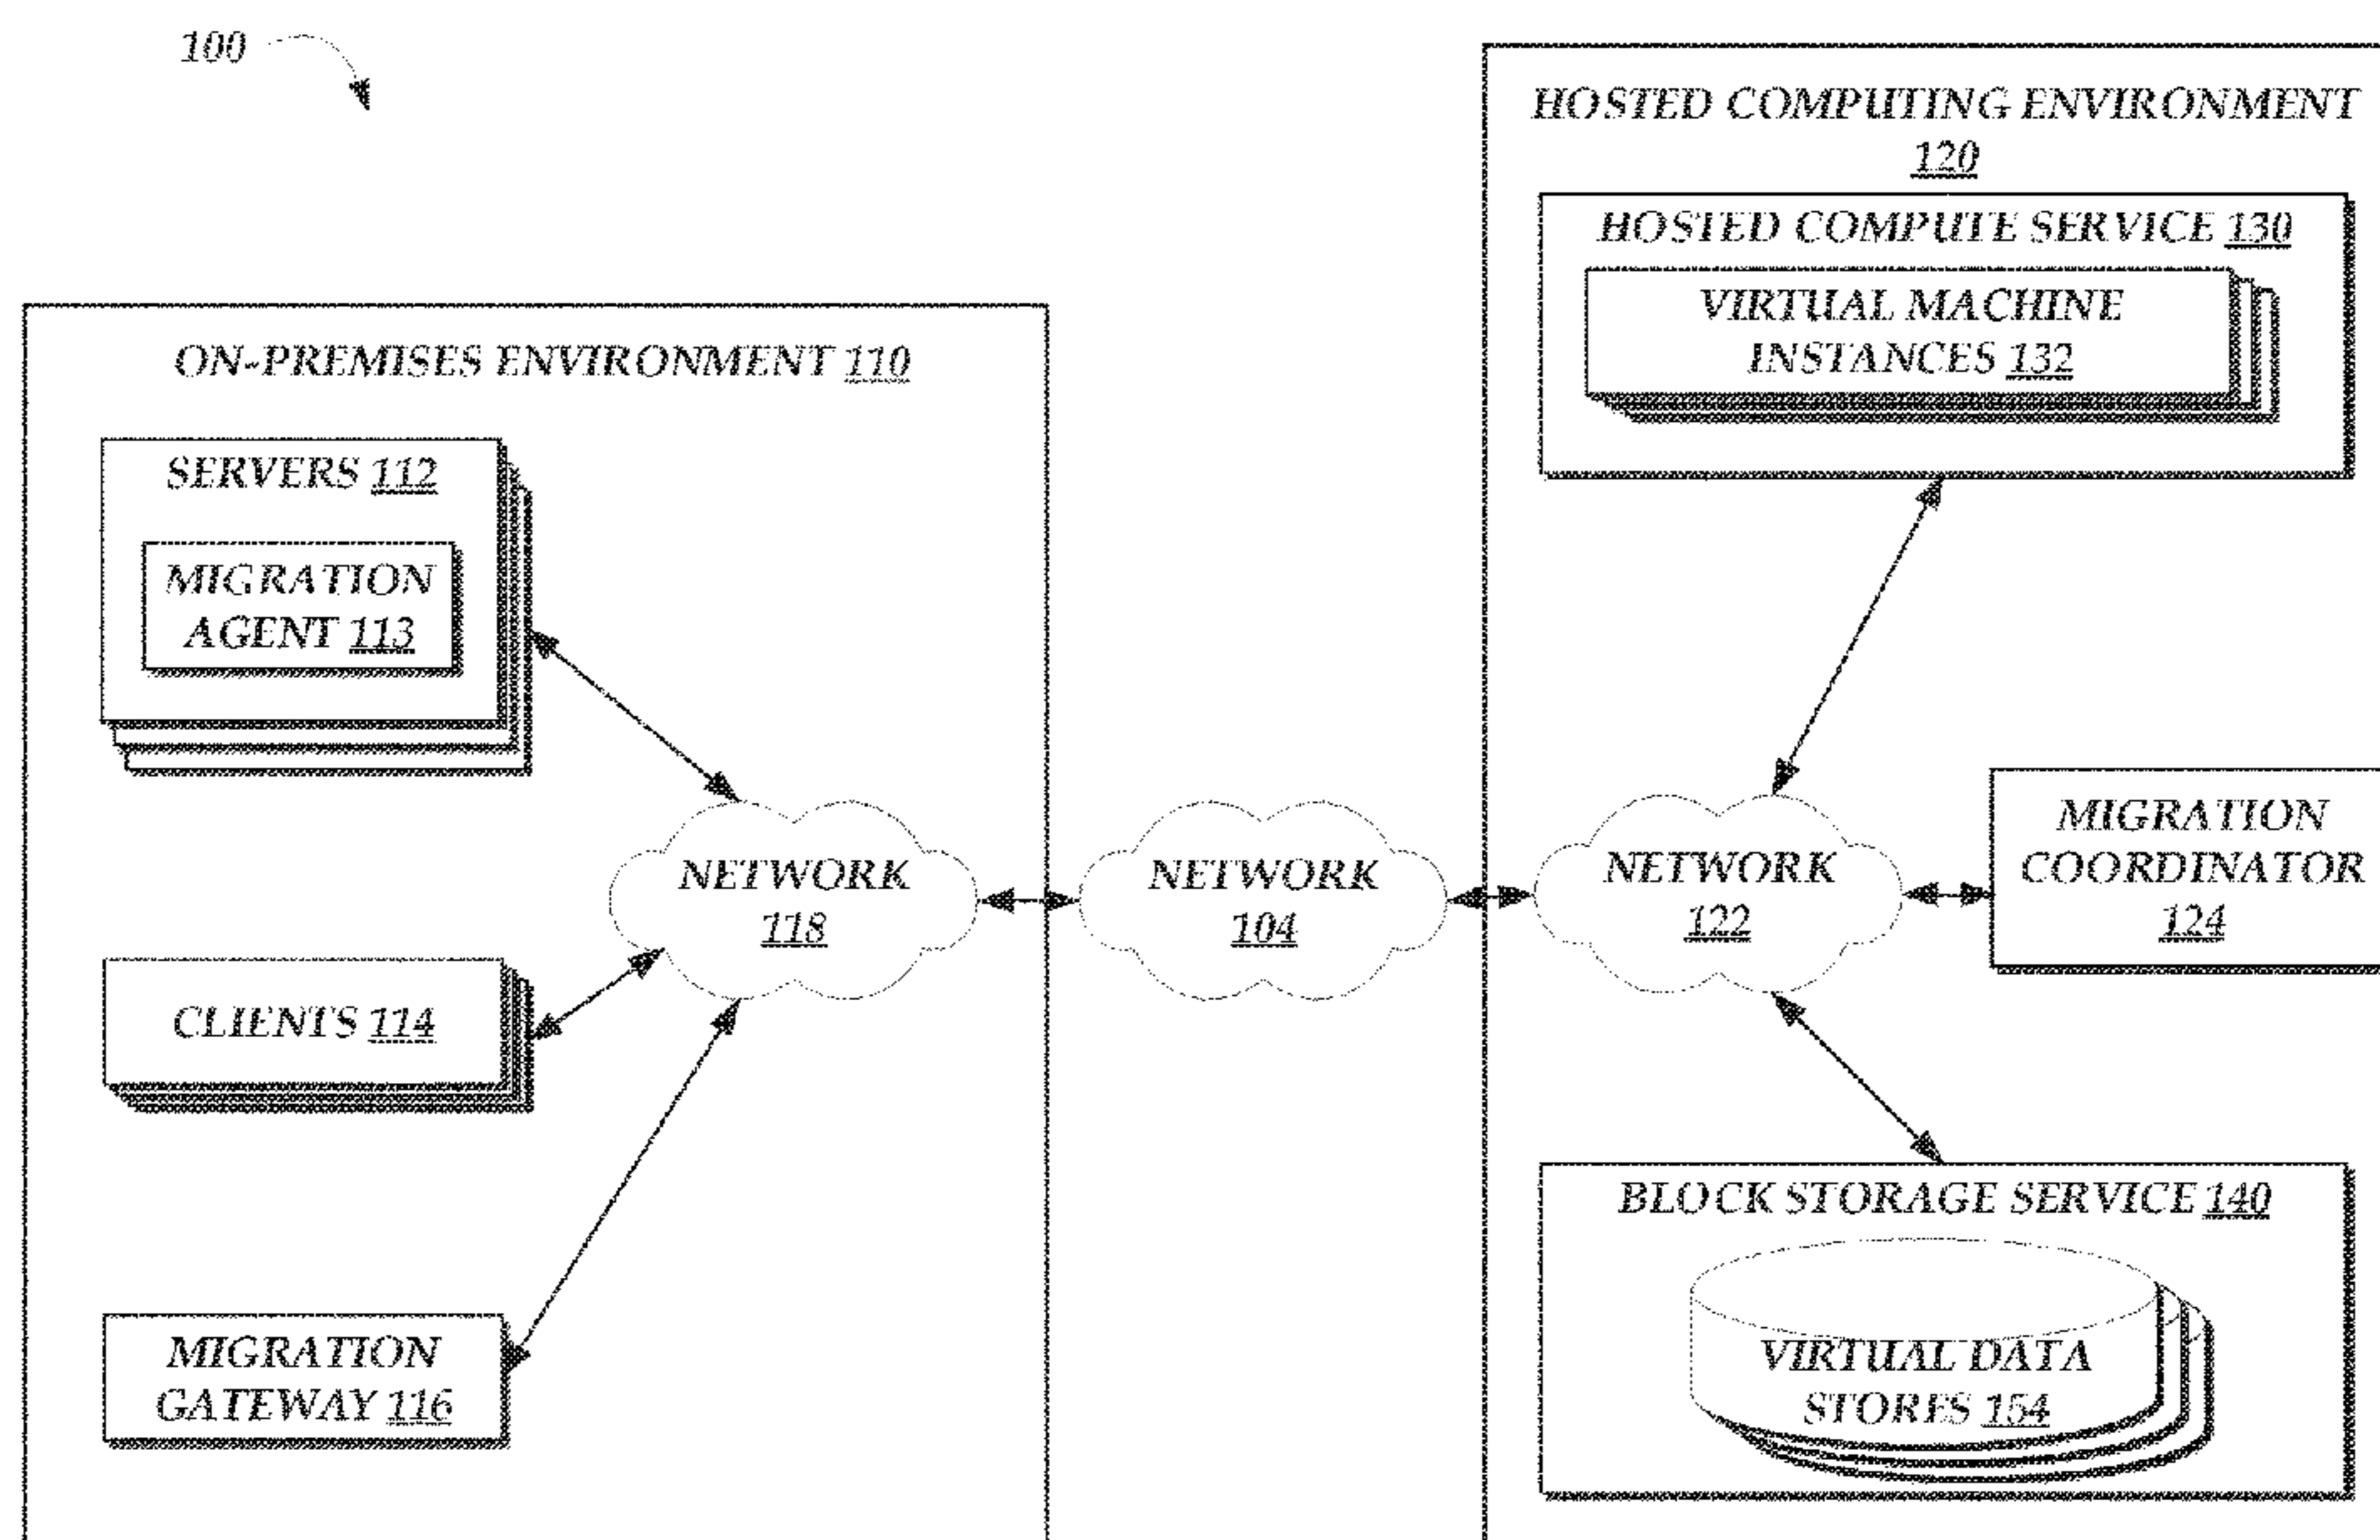 100
HOSTED COMPUTING ENVIRONMENT
120
HOSTED COMPUTE SERVICE 130
VIRTUAL MACHINE
INSTANCES 132
ON-PREMISES ENVIRONMENT 110
SERVERS 112
MIGRATION
AGENT 113
NETWORK
118
NETWORK
104
NETWORK
122
MIGRATION
COORDINATOR
124
CLIENTS 114
MIGRATION
GATEWAY 116
BLOCK STORAGE SERVICE 140
VIRTUAL DATA
STORES 154